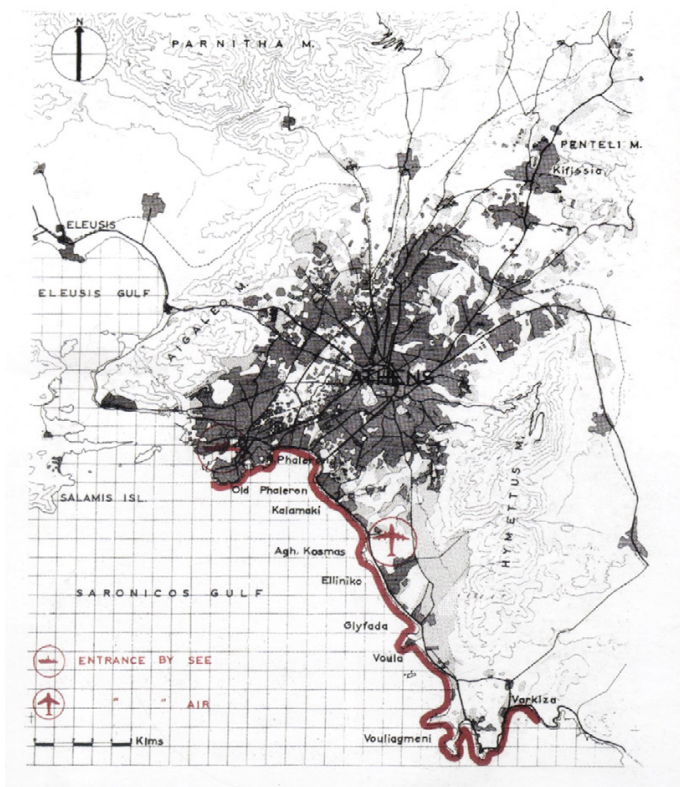 N
PARNITHA M.
PENTELI M.
Kifissia
ELEUSIS
ELEUSIS GULF
AIGALEO M.
ATHENS
Phaleron
Old Phaleron
SALAMIS ISL.
Kalamaki
HYMETTUS M.
Agh. Kosmas
Elliniko
SARONICOS GULF
Glyfada
ENTRANCE BY SEE
Voula
" " AIR
Varkiza
Klms
Vouliagmeni